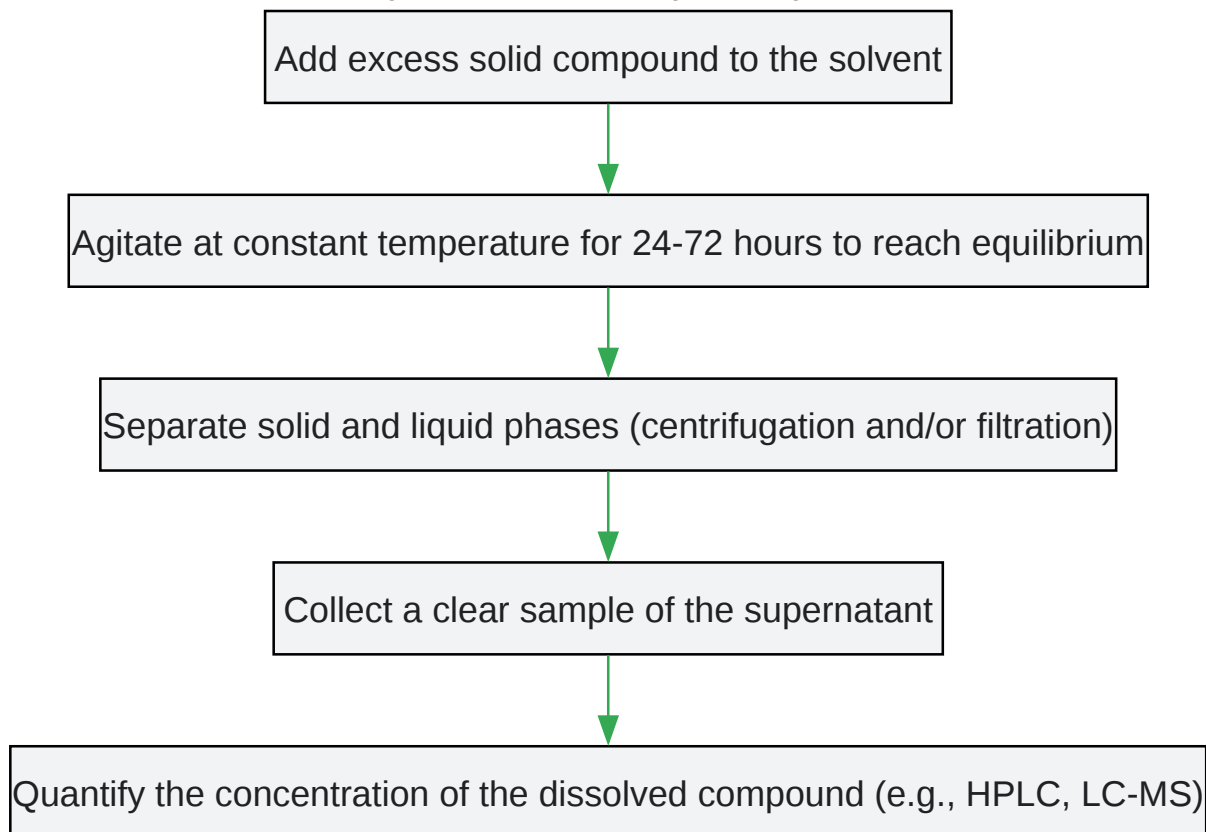 Add excess solid compound to the solvent
Agitate at constant temperature for 24-72 hours to reach equilibrium
Separate solid and liquid phases (centrifugation and/or filtration)
Collect a clear sample of the supernatant
Quantify the concentration of the dissolved compound (e.g., HPLC, LC-MS)